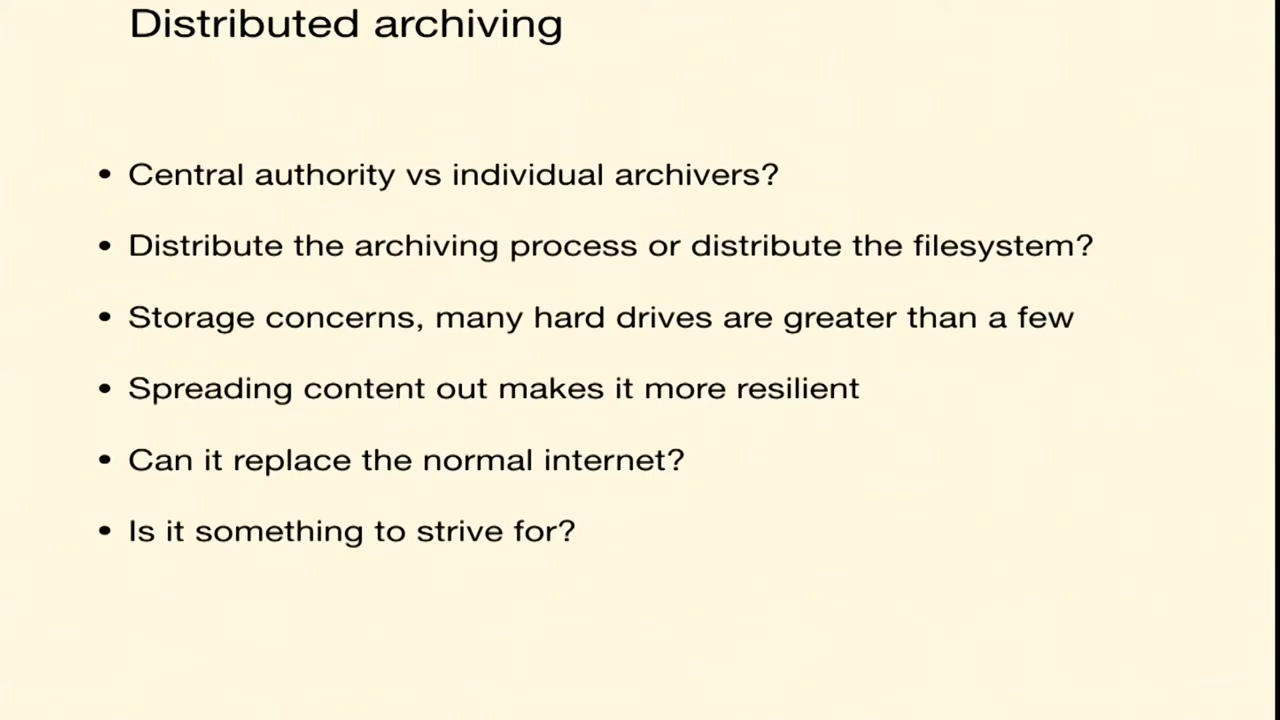 Distributed archiving
• Central authority vs individual archivers?
• Distribute the archiving process or distribute the filesystem?
• Storage concerns, many hard drives are greater than a few
• Spreading content out makes it more resilient
• Can it replace the normal internet?
• Is it something to strive for?